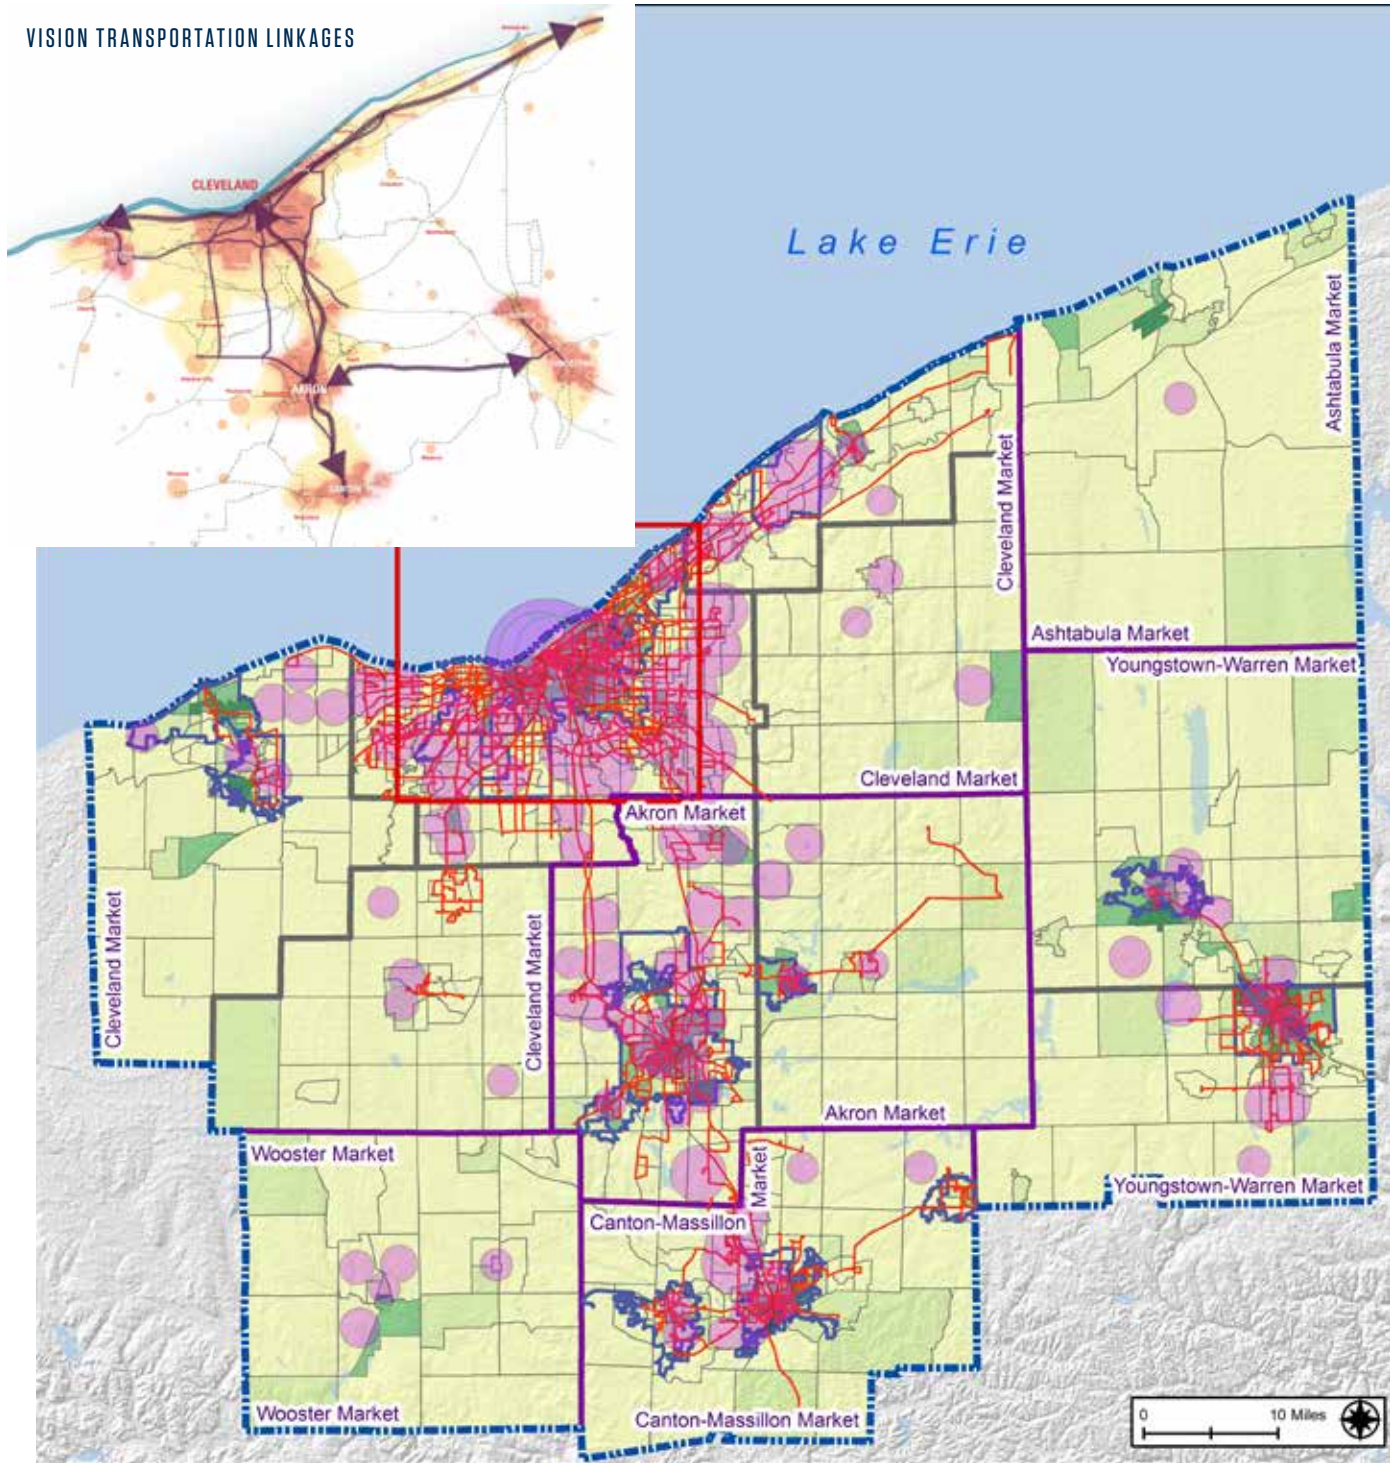 VISION TRANSPORTATION LINKAGES
CLEVELAND
AKRON
Lake Erie
Ashtabula Market
Cleveland Market
Ashtabula Market
Youngstown-Warren Market
Cleveland Market
Akron Market
Cleveland Market
Cleveland Market
Akron Market
Wooster Market
Market
Youngstown-Warren Market
Canton-Massillon
Wooster Market
Canton-Massillon Market
0 10 Miles